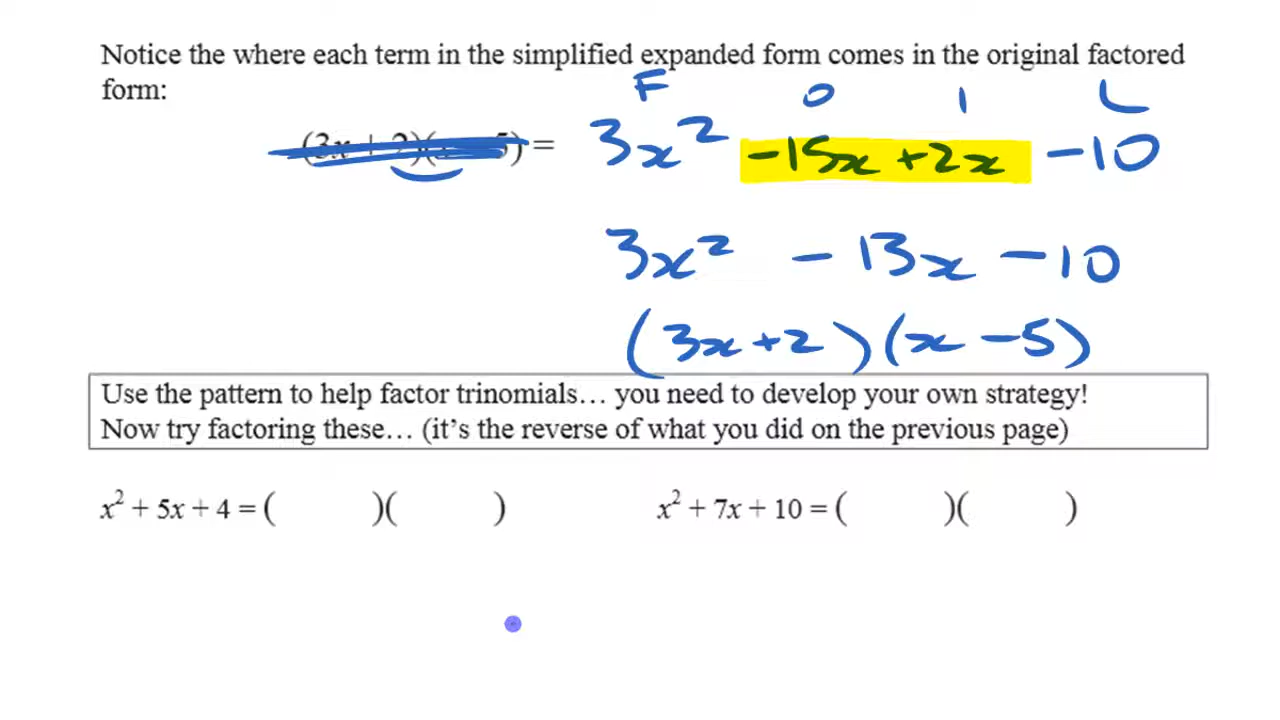 Notice the where each term in the simplified expanded form comes in the original factored
form:
F O I L
(3x + 2)(x - 5) = 3x² -15x +2x -10
3x² - 13x - 10
(3x+2)(x-5)
Use the pattern to help factor trinomials… you need to develop your own strategy!
Now try factoring these… (it's the reverse of what you did on the previous page)
x² + 5x + 4 = ( )( ) x² + 7x + 10 = ( )( )